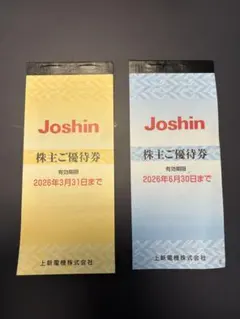 Joshin
株主ご優待券
有効期限
2026年3月31日まで
上新電機株式会社
Joshin
株主ご優待券
有効期限
2026年6月30日まで
上新電機株式会社